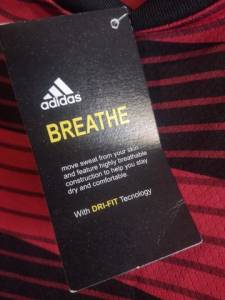 adidas
BREATHE
move sweat from your skin
and feature highly breathable
construction to help you stay
dry and comfortable.
With DRI-FIT Tecnology